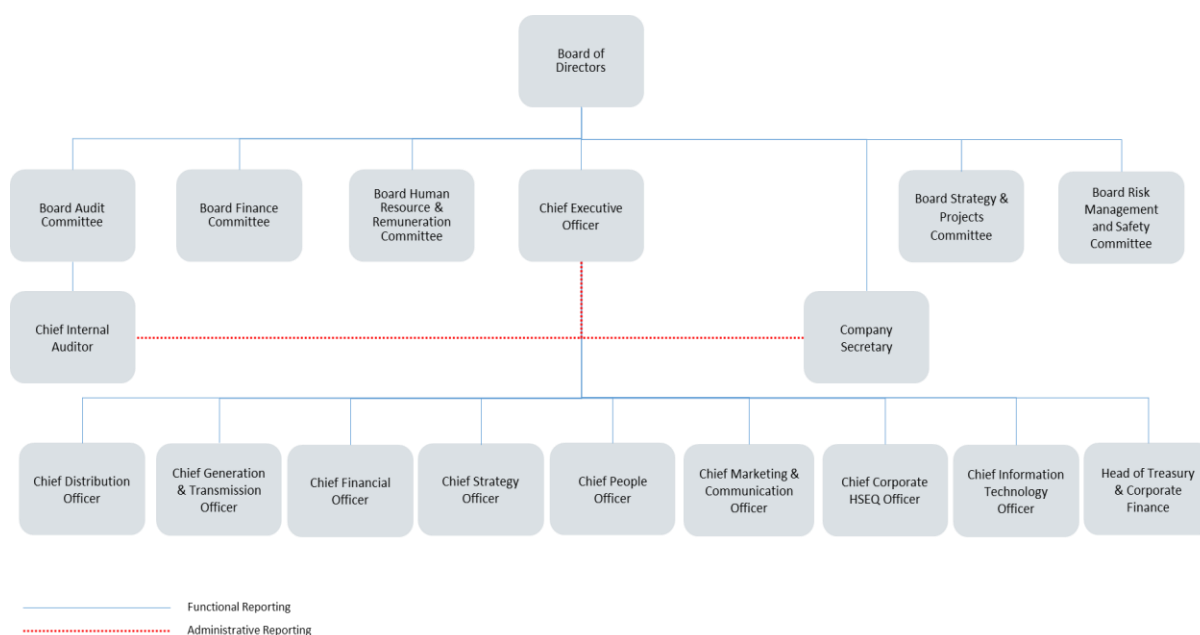 Board of
Directors
Board Audit
Committee
Board Finance
Committee
Board Human
Resource &
Remuneration
Committee
Chief Executive
Officer
Board Strategy &
Projects
Committee
Board Risk
Management
and Safety
Committee
Chief Internal
Auditor
Company
Secretary
Chief Distribution
Officer
Chief Generation
& Transmission
Officer
Chief Financial
Officer
Chief Strategy
Officer
Chief People
Officer
Chief Marketing &
Communication
Officer
Chief Corporate
HSEQ Officer
Chief Information
Technology
Officer
Head of Treasury
& Corporate
Finance
Functional Reporting
Administrative Reporting